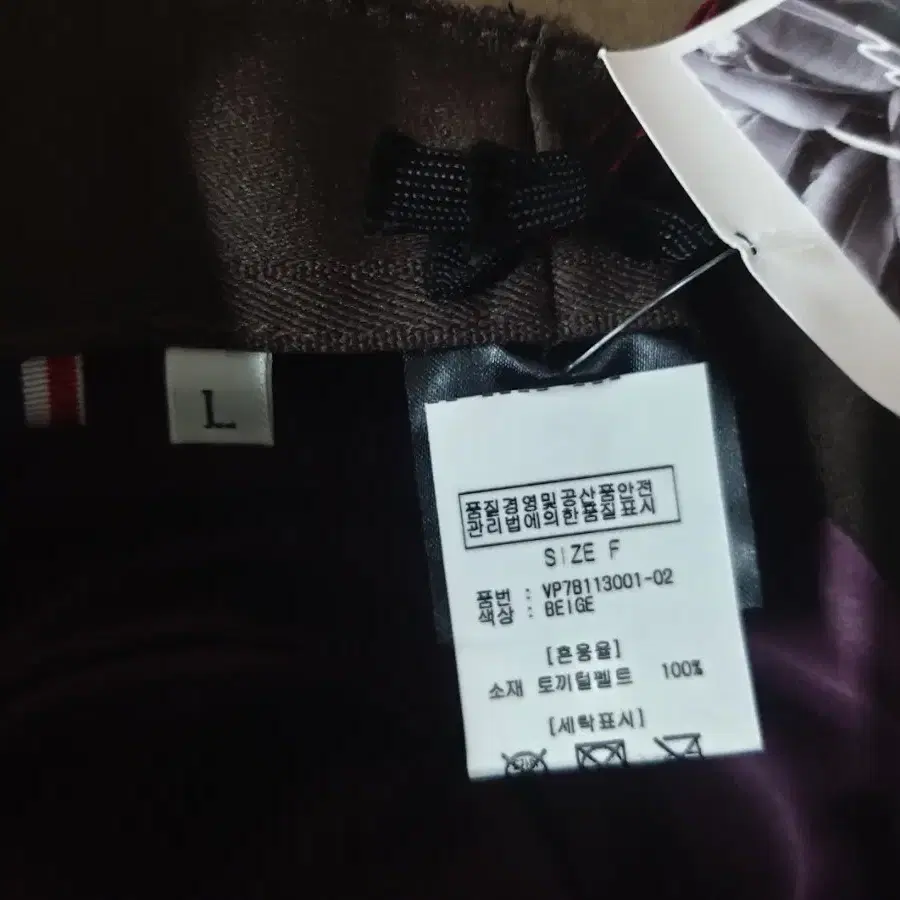 L
품질경영및공산품안전
관리법에의한품질표시
SIZE F
품번 : VP7B113001-02
색상 : BEIGE
[혼용율]
소재 토끼털펠트 100%
[세탁표시]